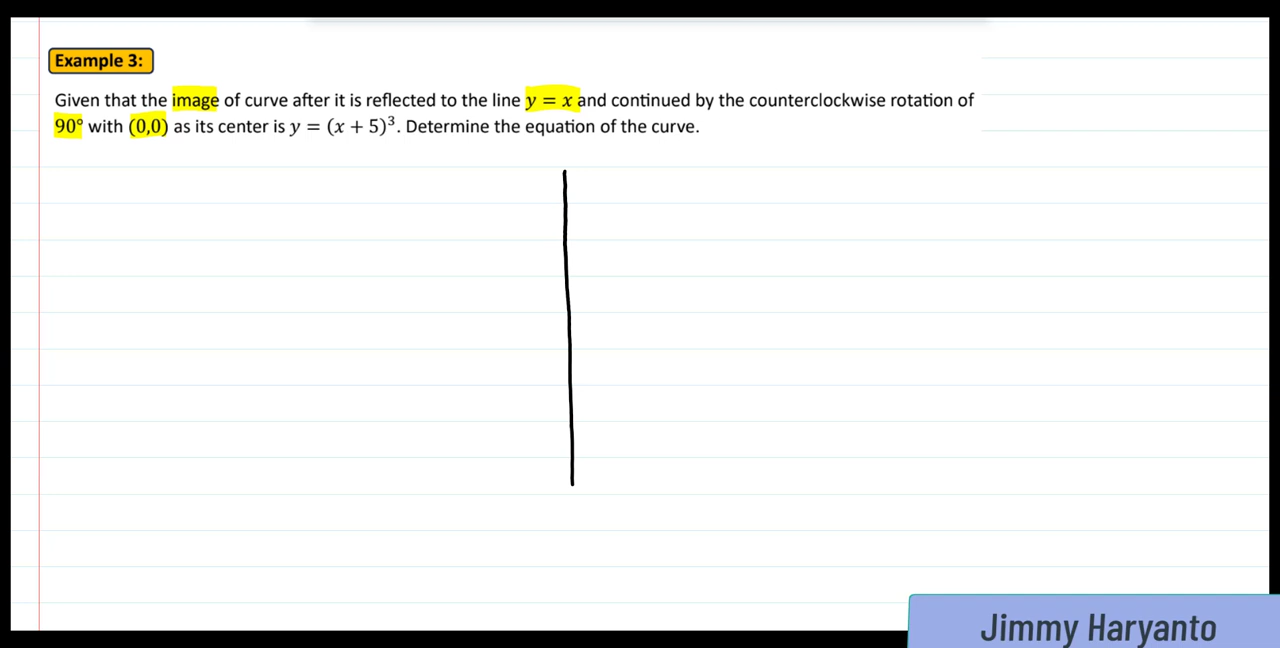 Example 3:
Given that the image of curve after it is reflected to the line y = x and continued by the counterclockwise rotation of
90° with (0,0) as its center is y = (x + 5)³. Determine the equation of the curve.
Jimmy Haryanto